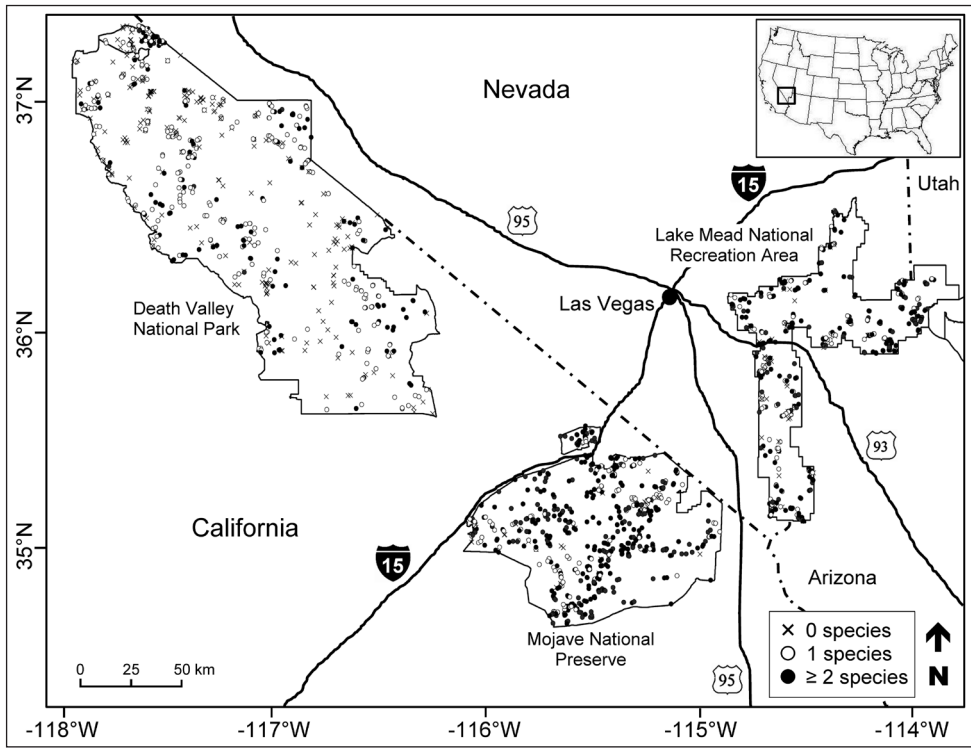 Nevada
Utah
15
95
Lake Mead National
Recreation Area
Las Vegas
Death Valley
National Park
37°N
36°N
35°N
93
California
15
Arizona
Mojave National
Preserve
95
0 25 50 km
0 species
1 species
≥ 2 species
N
-118°W -117°W -116°W -115°W -114°W